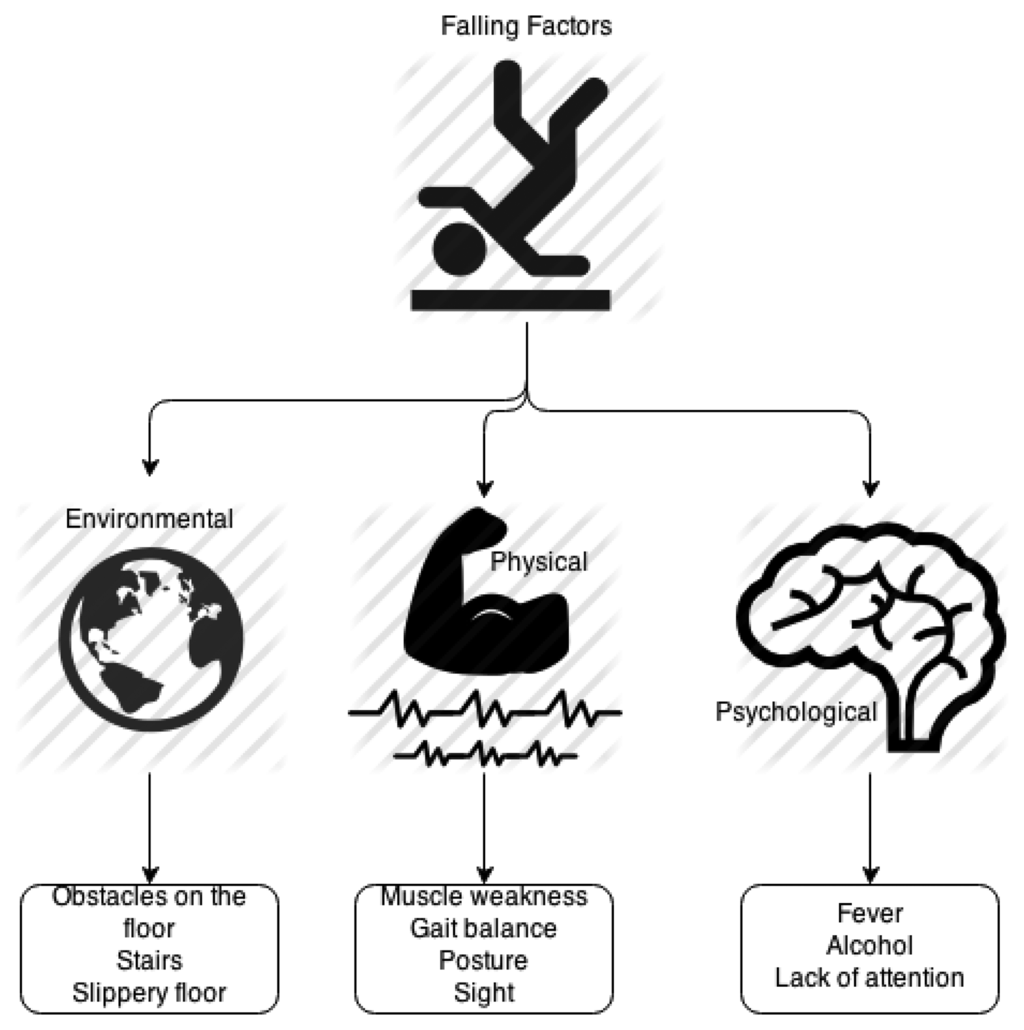 Falling Factors
Environmental
Physical
Psychological
Obstacles on the
floor
Stairs
Slippery floor
Muscle weakness
Gait balance
Posture
Sight
Fever
Alcohol
Lack of attention